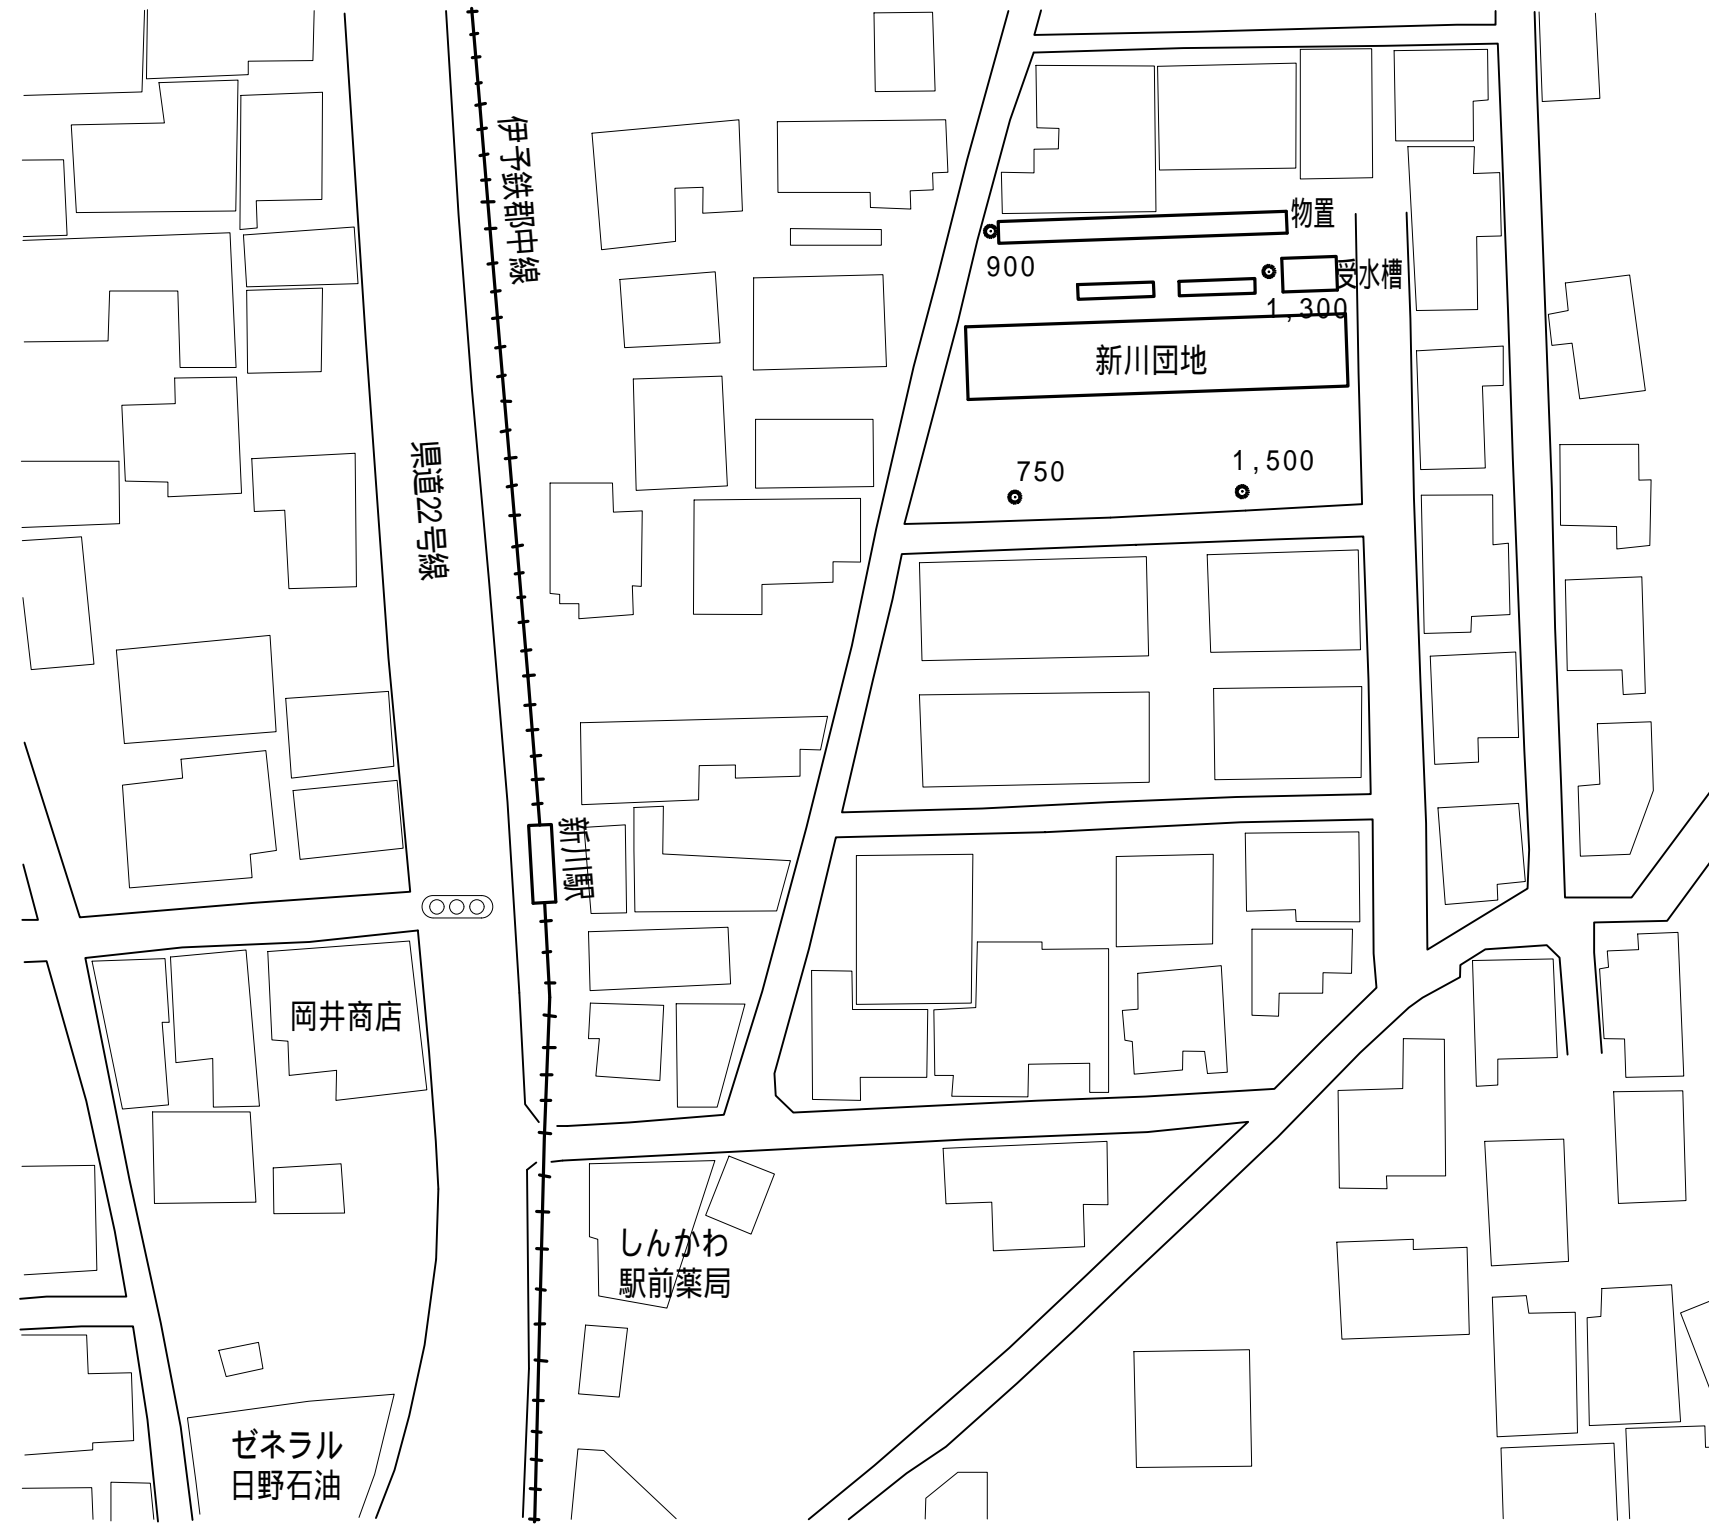 伊予鉄郡中線
物置
900
受水槽
1,300
新川団地
県道22号線
750
1,500
新川駅
岡井商店
しんかわ
駅前薬局
ゼネラル
日野石油